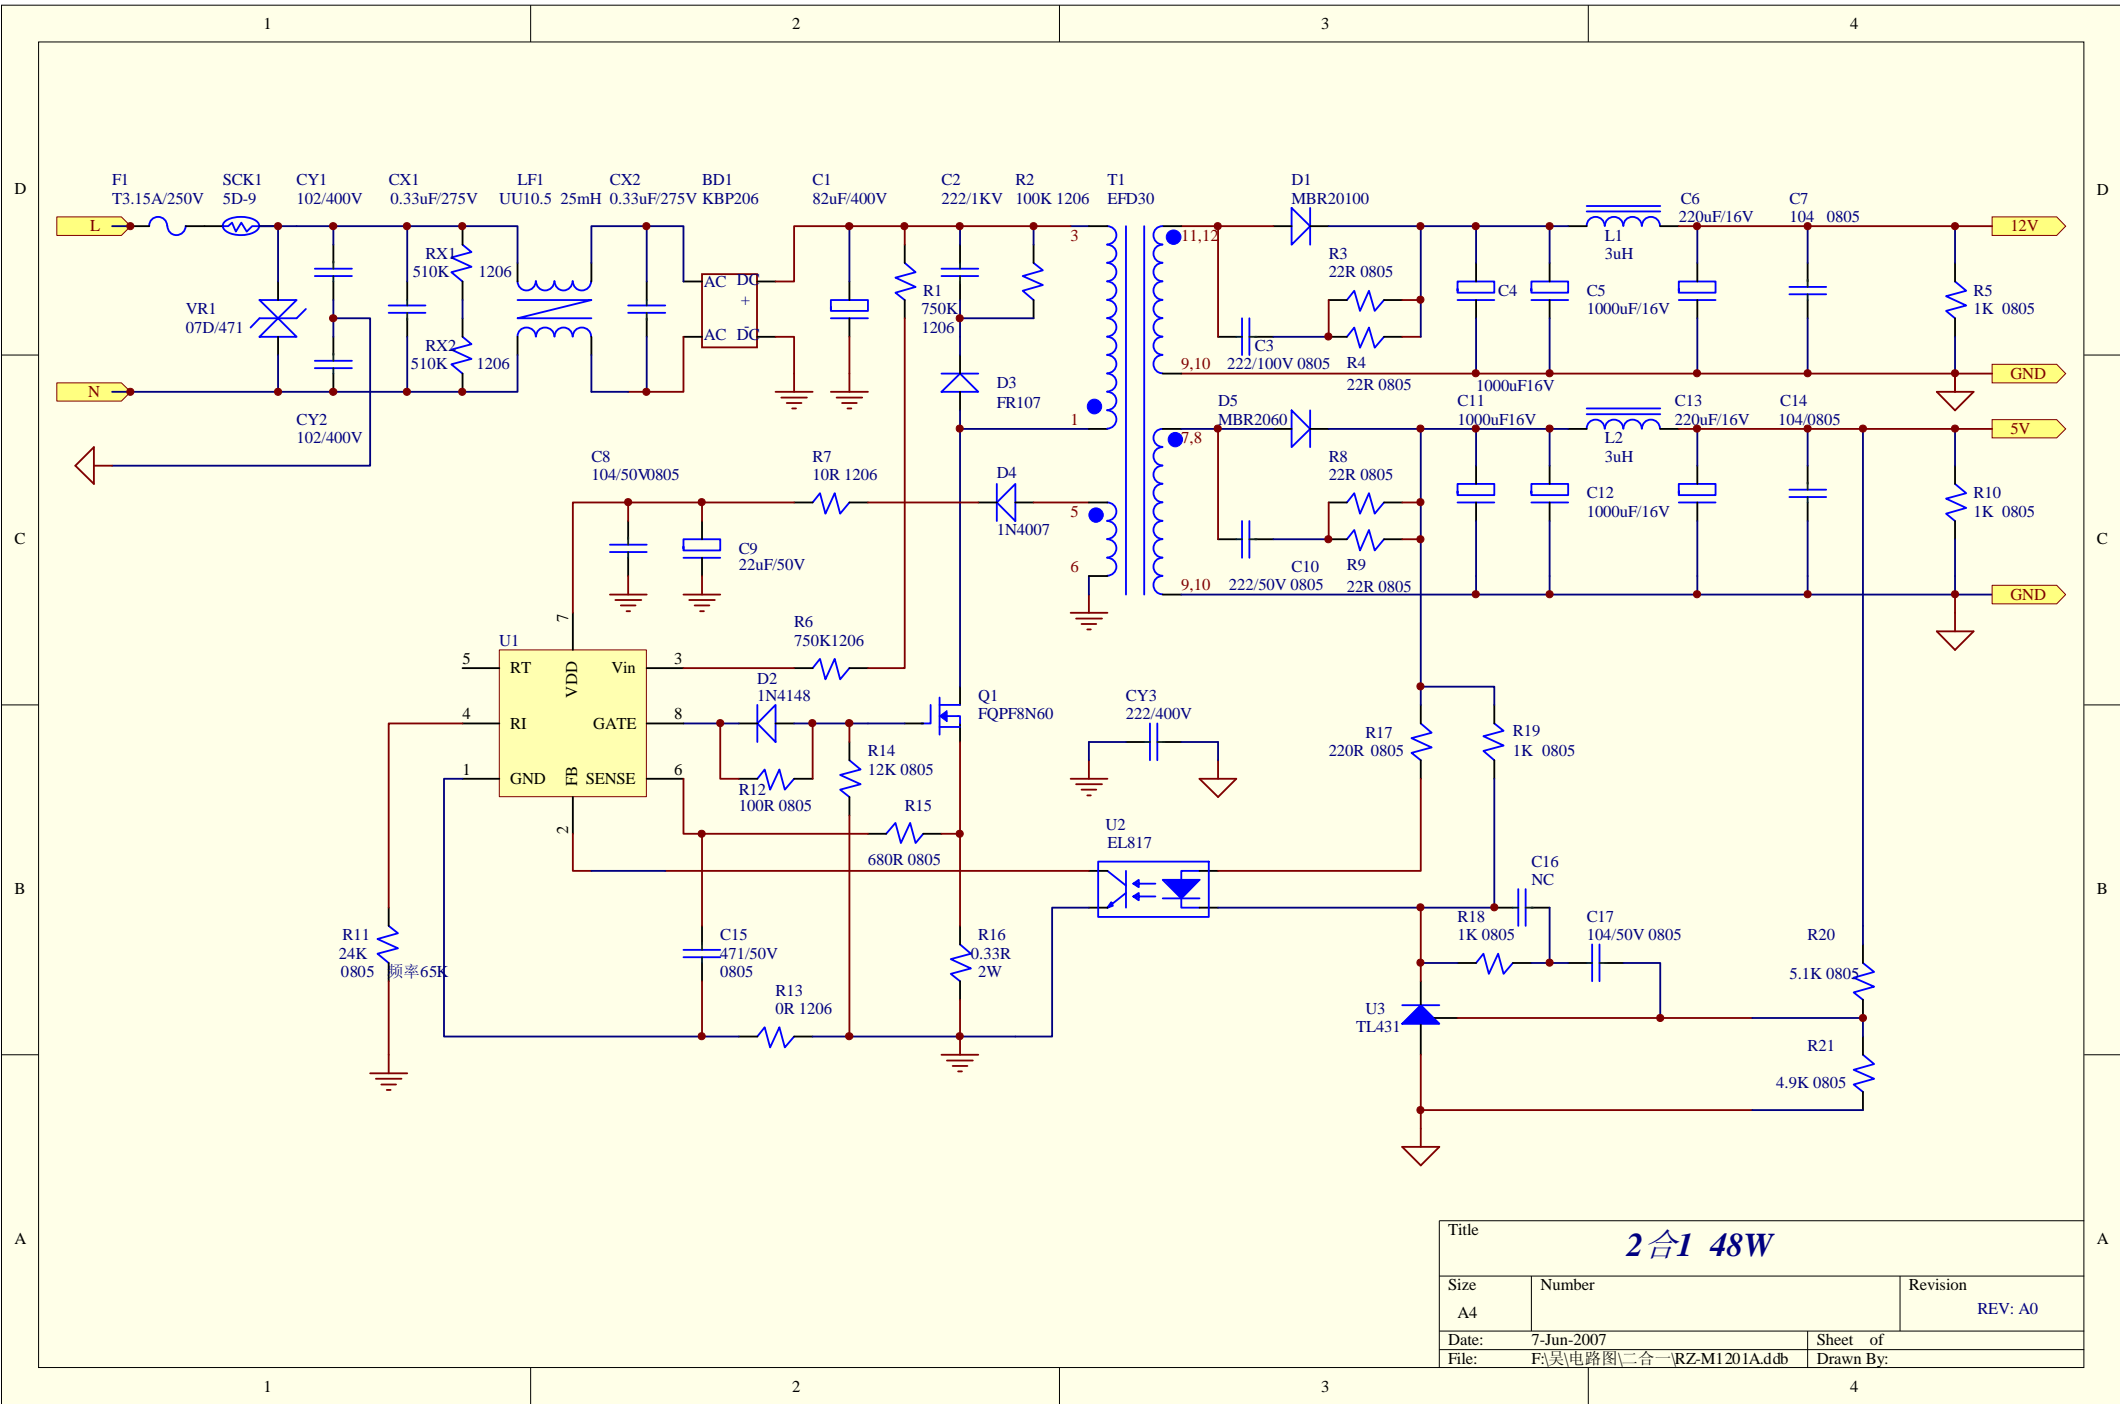 1 2 3 4
D D
F1 SCK1 CY1 CX1 LF1 CX2 BD1 C1 C2 R2 T1 D1
T3.15A/250V 5D-9 102/400V 0.33uF/275V UU10.5 25mH 0.33uF/275V KBP206 82uF/400V 222/1KV 100K 1206 EFD30 MBR20100
C6 C7
220uF/16V 104 0805
L 12V
3 11,12 L1
3uH
RX1
510K 1206
R3
22R 0805
AC DC
+
R1
750K
1206
C4 C5
1000uF/16V
R5
1K 0805
VR1
07D/471
AC DC
-
RX2
510K 1206
C3
222/100V 0805
R4
22R 0805
9,10
GND
N
D3
FR107
1000uF16V
D5
MBR2060
C11
1000uF16V
C13
220uF/16V
C14
104/0805
CY2
102/400V
1 7,8 L2
3uH
5V
C8
104/50V0805
R7
10R 1206
D4
1N4007
R8
22R 0805
C12
1000uF/16V
R10
1K 0805
5
C C
C9
22uF/50V
6 9,10
C10
222/50V 0805
R9
22R 0805
GND
R6
750K1206
7
U1
5 RT VDD Vin 3
D2
1N4148
4 RI GATE 8
Q1
FQPF8N60
CY3
222/400V
R17
220R 0805
R19
1K 0805
R14
12K 0805
1 GND FB SENSE 6
R12
100R 0805
R15
680R 0805
2
U2
EL817
C16
NC
B B
R11
24K
0805 频率65K
C15
471/50V
0805
R16
0.33R
2W
R18
1K 0805
C17
104/50V 0805
R20
5.1K 0805
R13
0R 1206
U3
TL431
R21
4.9K 0805
A A
Title
2合1 48W
Size Number Revision
A4 REV: A0
Date: 7-Jun-2007 Sheet of
File: F:\吴\电路图\二合一\RZ-M1201A.ddb Drawn By:
1 2 3 4